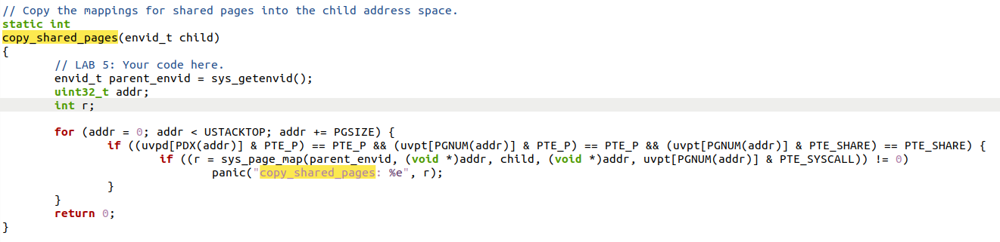 // Copy the mappings for shared pages into the child address space.
static int
copy_shared_pages(envid_t child)
{
        // LAB 5: Your code here.
        envid_t parent_envid = sys_getenvid();
        uint32_t addr;
        int r;

        for (addr = 0; addr < USTACKTOP; addr += PGSIZE) {
                if ((uvpd[PDX(addr)] & PTE_P) == PTE_P && (uvpt[PGNUM(addr)] & PTE_P) == PTE_P && (uvpt[PGNUM(addr)] & PTE_SHARE) == PTE_SHARE) {
                        if ((r = sys_page_map(parent_envid, (void *)addr, child, (void *)addr, uvpt[PGNUM(addr)] & PTE_SYSCALL)) != 0)
                                panic("copy_shared_pages: %e", r);
                }
        }
        return 0;
}